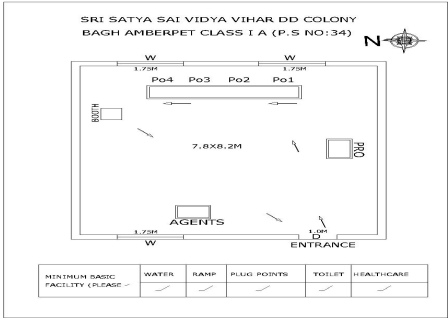 SRI SATYA SAI VIDYA VIHAR DD COLONY
BAGH AMBERPET CLASS I A (P.S NO:34)
N
W W
1.75M 1.75M
Po4 Po3 Po2 Po1
BOOTH
7.8X8.2M
PRO
AGENTS
1.75M
W
1.0M
D
ENTRANCE
MINIMUM BASIC FACILITY (PLEASE ✓
WATER RAMP PLUG POINTS TOILET HEALTHCARE
✓ ✓ ✓ ✓ ✓